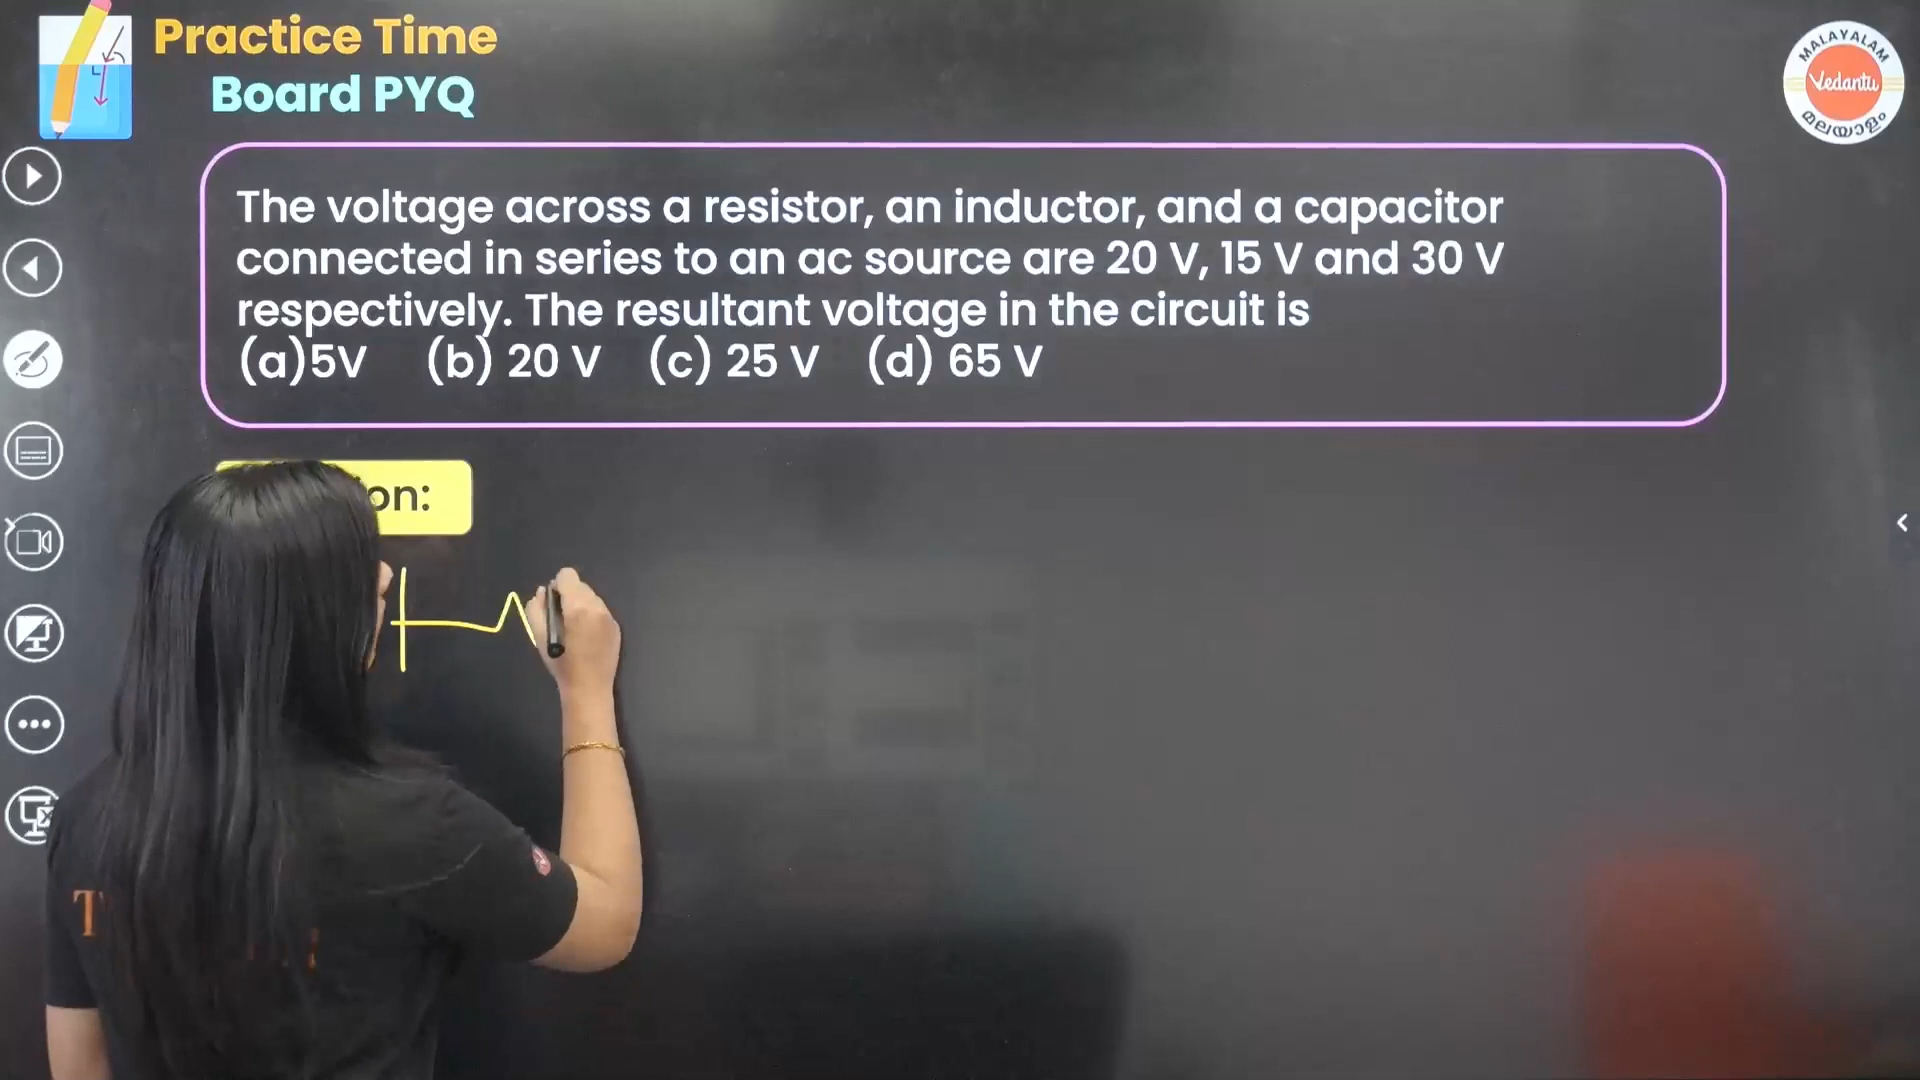 Practice Time
Board PYQ
MALAYALAM
Vedantu
മലയാളം
The voltage across a resistor, an inductor, and a capacitor
connected in series to an ac source are 20 V, 15 V and 30 V
respectively. The resultant voltage in the circuit is
(a)5V (b) 20 V (c) 25 V (d) 65 V
on: